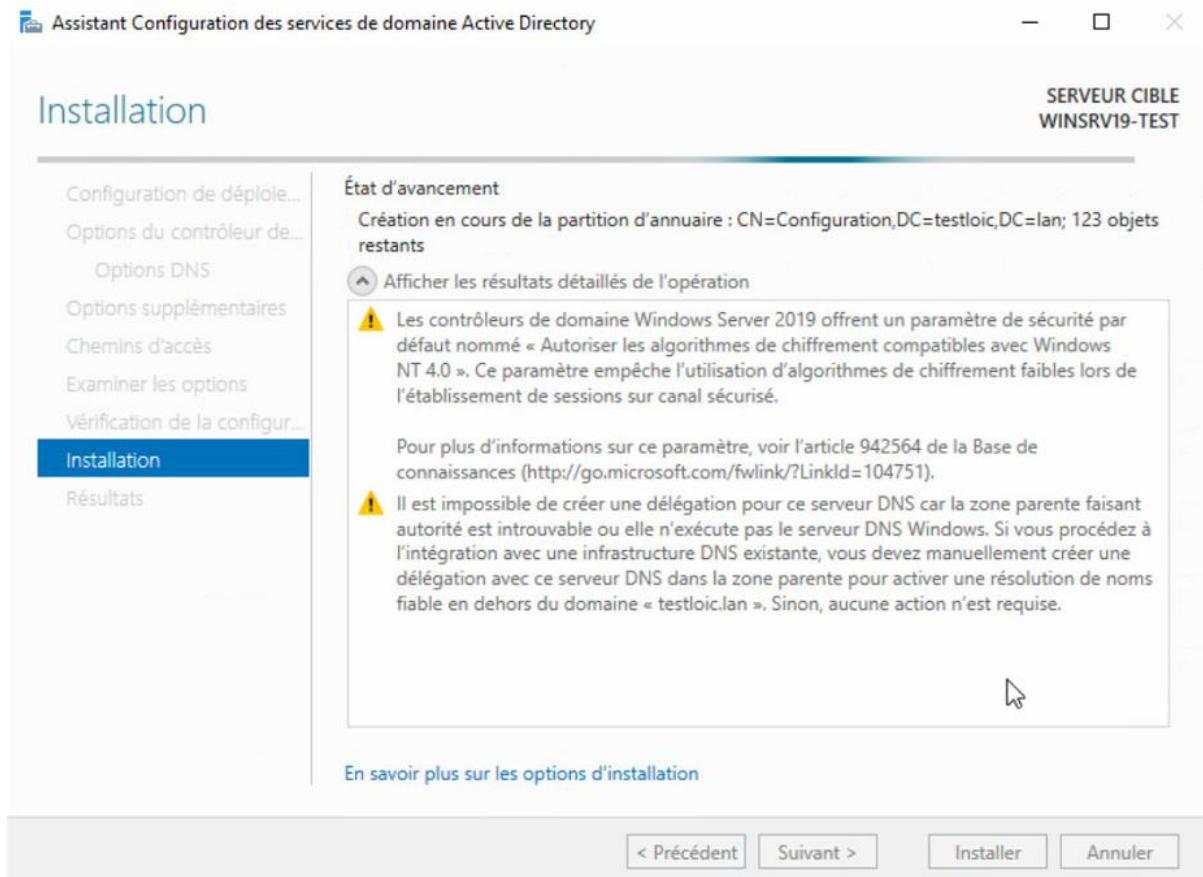 Assistant Configuration des services de domaine Active Directory
Installation
SERVEUR CIBLE
WINSRV19-TEST
Configuration de déploie...
Options du contrôleur de...
Options DNS
Options supplémentaires
Chemins d'accès
Examiner les options
Vérification de la configur...
Installation
Résultats
État d'avancement
Création en cours de la partition d'annuaire : CN=Configuration,DC=testloic,DC=lan; 123 objets
restants
Afficher les résultats détaillés de l'opération
Les contrôleurs de domaine Windows Server 2019 offrent un paramètre de sécurité par
défaut nommé « Autoriser les algorithmes de chiffrement compatibles avec Windows
NT 4.0 ». Ce paramètre empêche l'utilisation d'algorithmes de chiffrement faibles lors de
l'établissement de sessions sur canal sécurisé.
Pour plus d'informations sur ce paramètre, voir l'article 942564 de la Base de
connaissances (http://go.microsoft.com/fwlink/?LinkId=104751).
Il est impossible de créer une délégation pour ce serveur DNS car la zone parente faisant
autorité est introuvable ou elle n'exécute pas le serveur DNS Windows. Si vous procédez à
l'intégration avec une infrastructure DNS existante, vous devez manuellement créer une
délégation avec ce serveur DNS dans la zone parente pour activer une résolution de noms
fiable en dehors du domaine « testloic.lan ». Sinon, aucune action n'est requise.
En savoir plus sur les options d'installation
< Précédent
Suivant >
Installer
Annuler